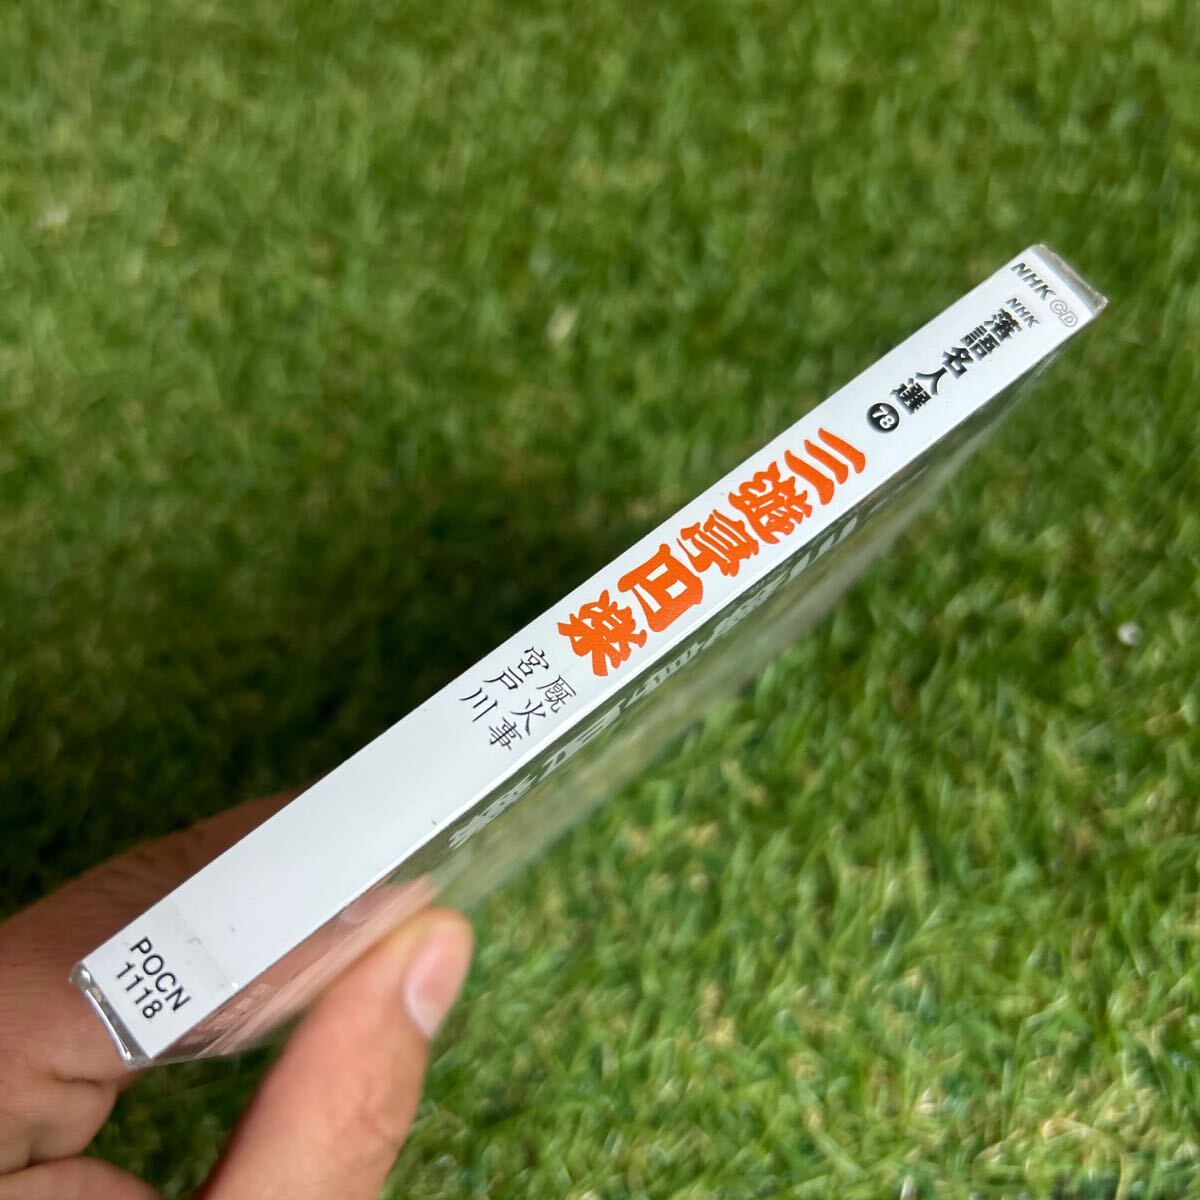 NHK CD
NHK
落語名人選 78
三遊亭円楽
厩火事
宮戸川
POCN
1118